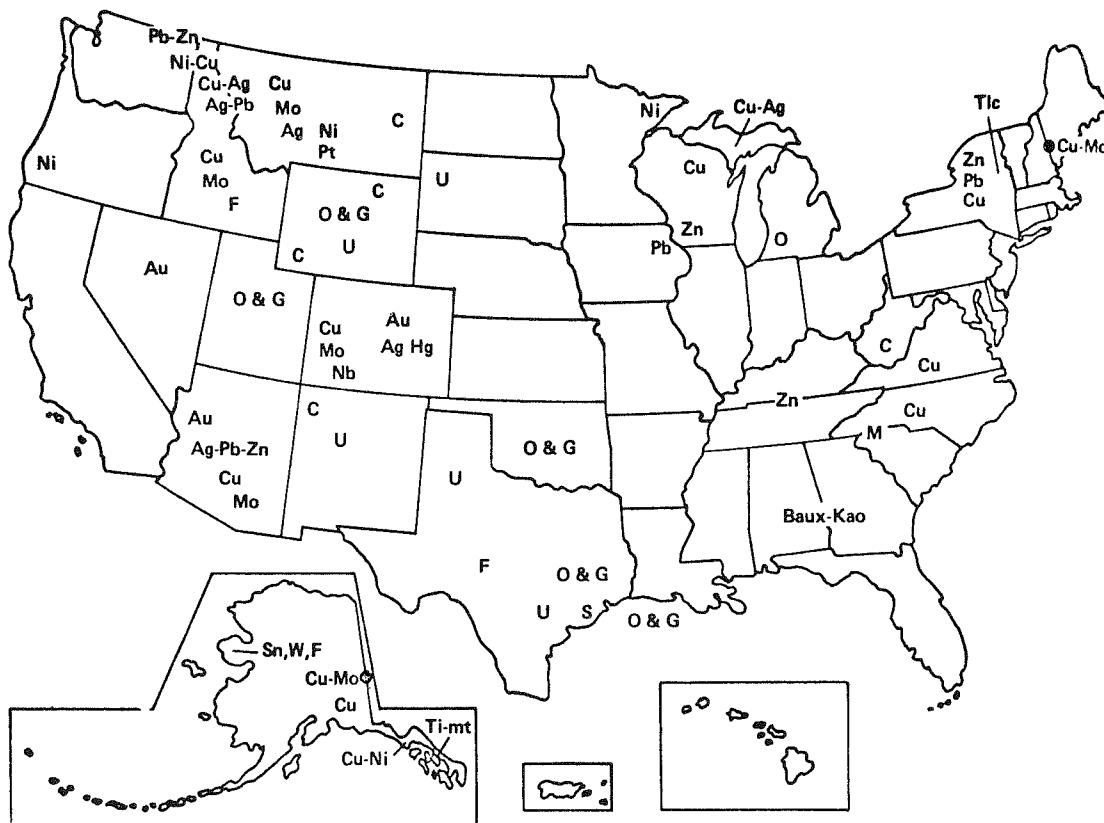 Pb-Zn
Ni-Cu
Cu-Ag
Ag-Pb
Cu
Mo
Ag
Ni
Pt
C
Ni
Cu
Mo
F
C
O & G
U
C
U
Ni
Cu-Ag
Cu
Zn
Pb
O
Tlc
Zn
Pb
Cu
Cu-Mo
Au
O & G
Cu
Mo
Nb
Au
Ag Hg
C
Cu
Zn
Cu
M
Au
Ag-Pb-Zn
Cu
Mo
C
U
U
O & G
F
O & G
U
S
O & G
Baux-Kao
Sn,W,F
Cu-Mo
Cu
Ti-mt
Cu-Ni